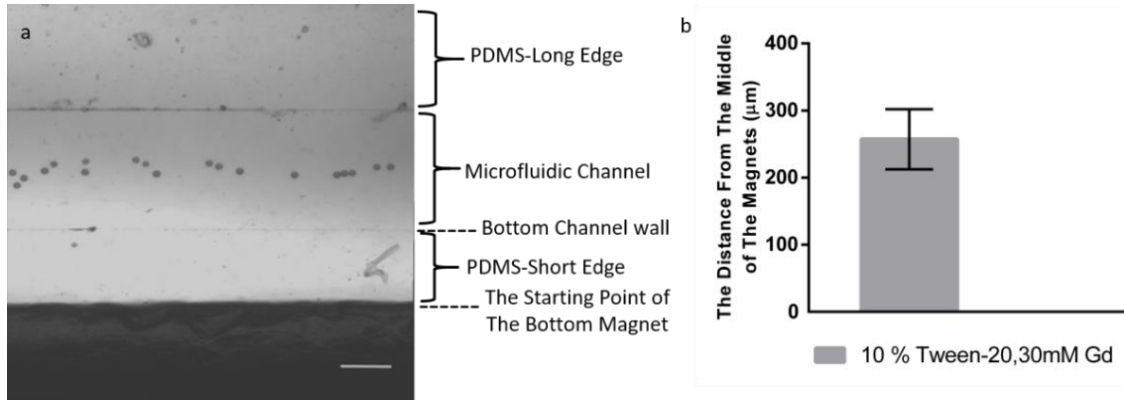 a
PDMS-Long Edge
Microfluidic Channel
Bottom Channel wall
PDMS-Short Edge
The Starting Point of
The Bottom Magnet
b
The Distance From The Middle
of The Magnets (μm)
400
300
200
100
0
10 % Tween-20,30mM Gd